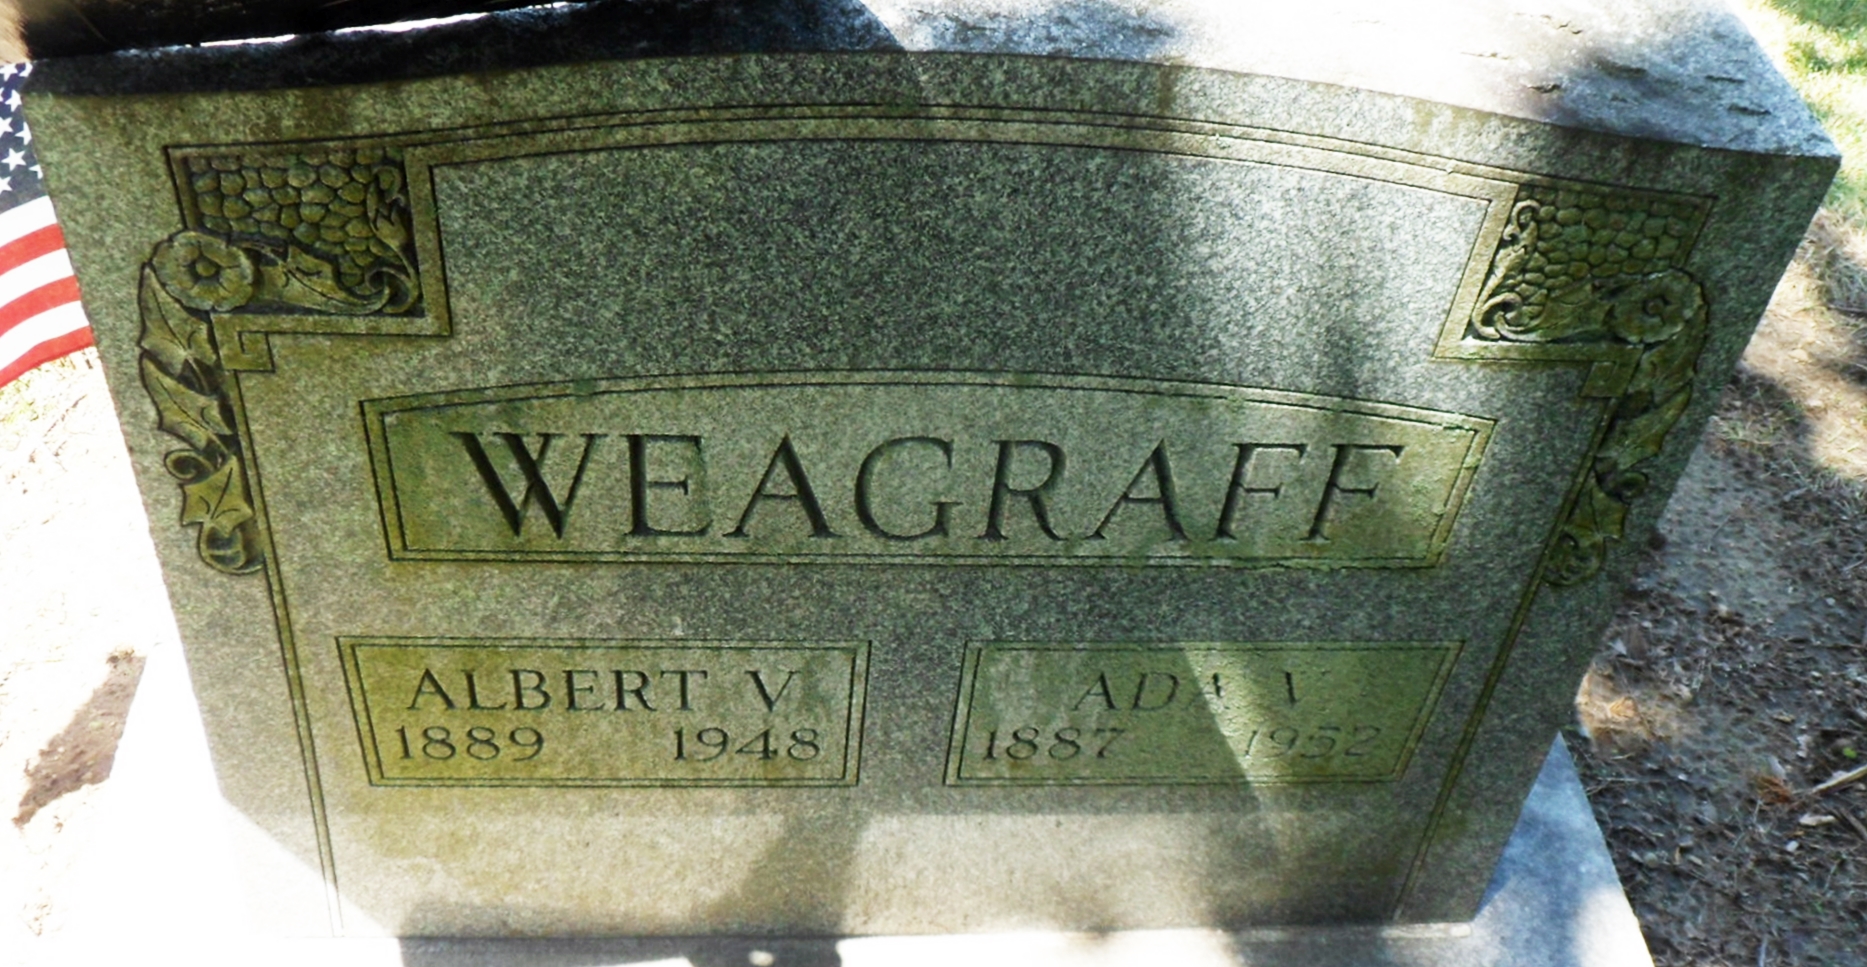 WEAGRAFF
ALBERT V
1889 1948
ADA V.
1887 1952